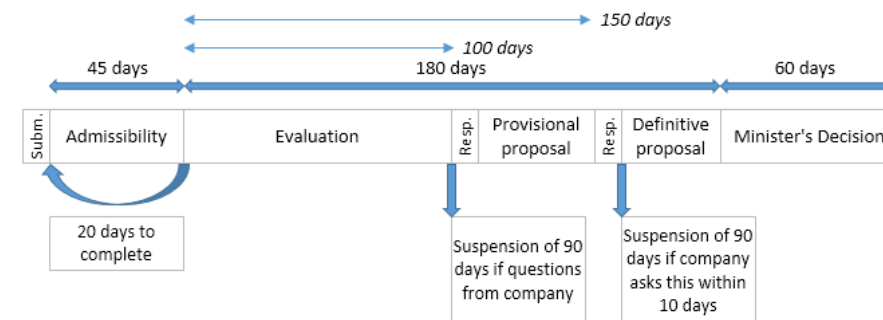 150 days
100 days
45 days
180 days
60 days
Subm.
Admissibility
Evaluation
Resp.
Provisional
proposal
Resp.
Definitive
proposal
Minister's Decision
20 days to
complete
Suspension of 90
days if questions
from company
Suspension of 90
days if company
asks this within
10 days